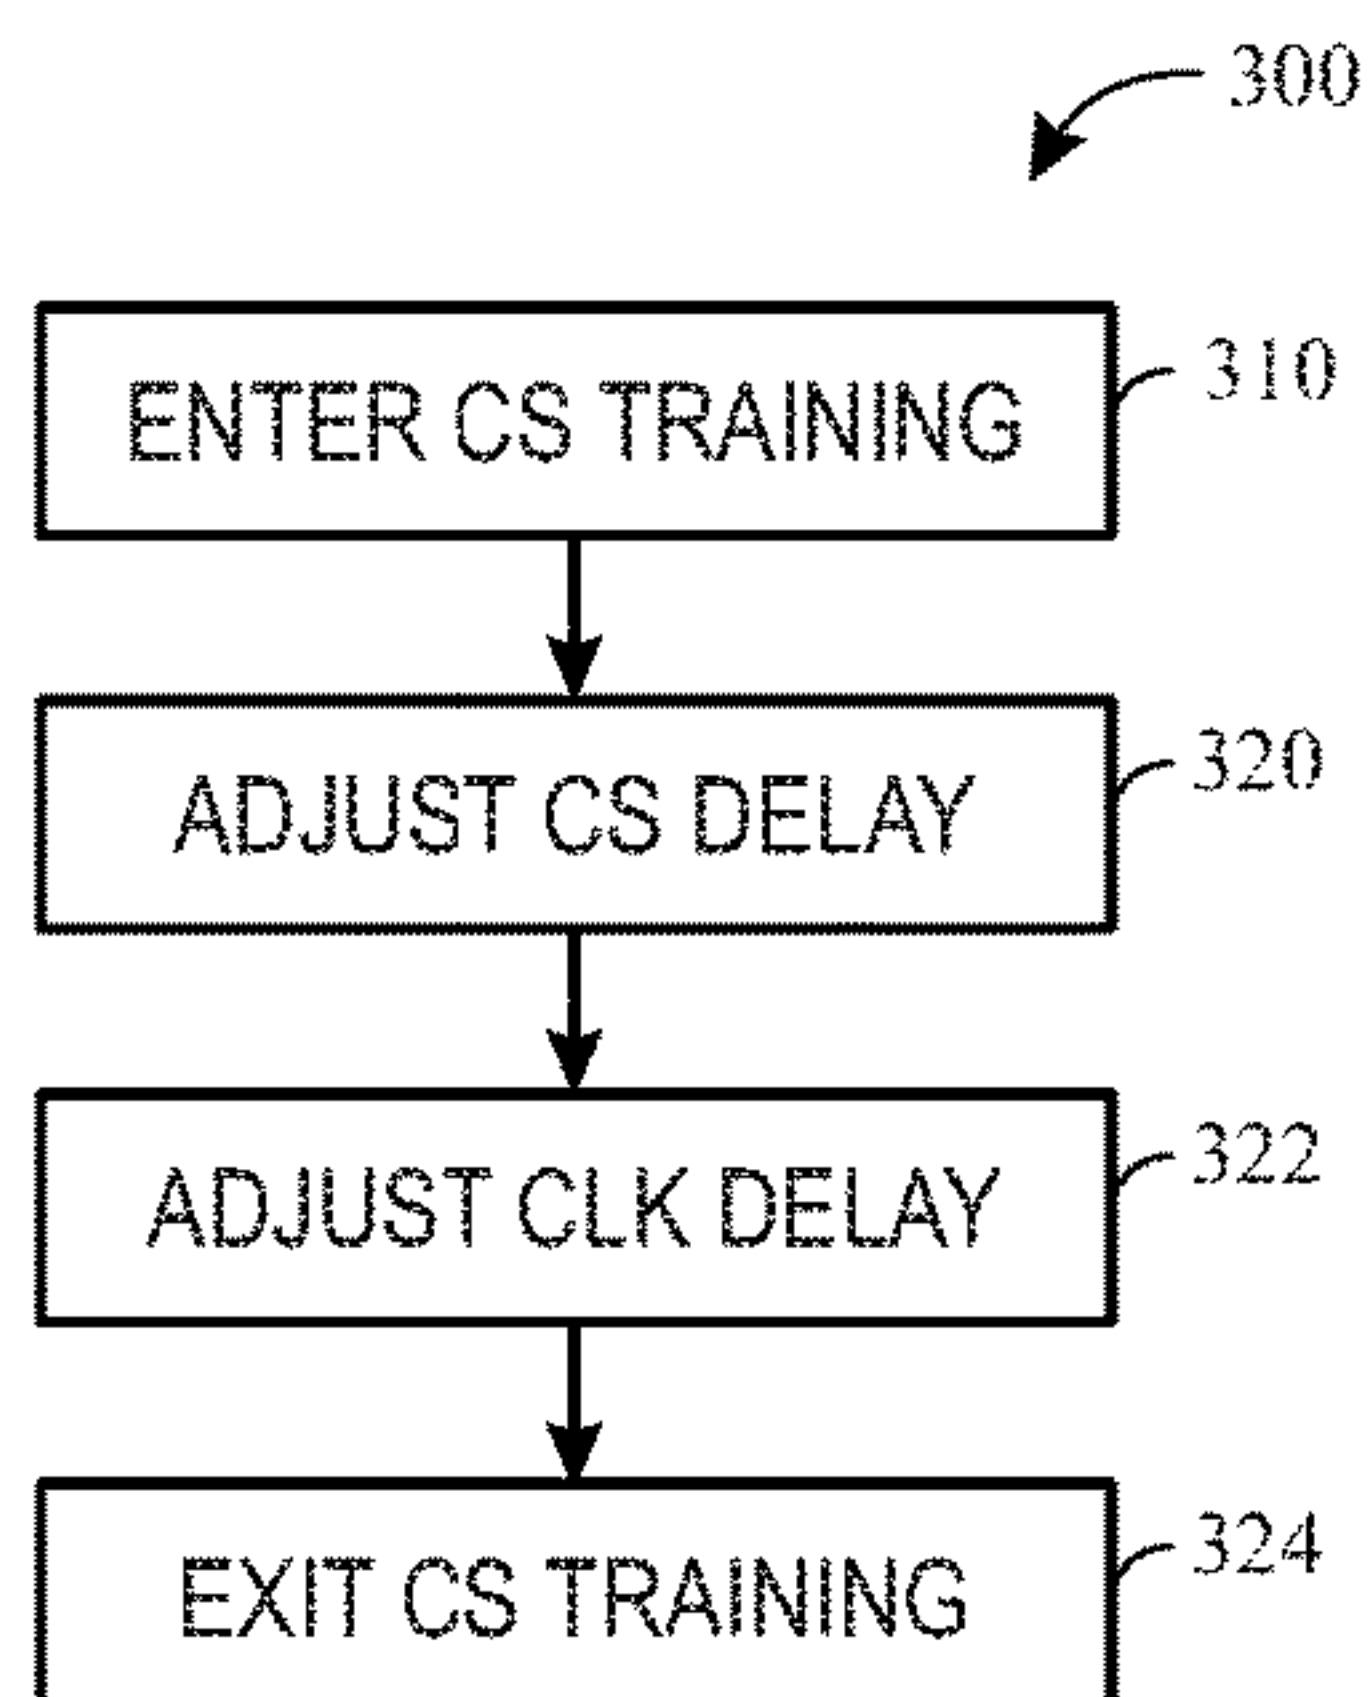 300
ENTER CS TRAINING 310
ADJUST CS DELAY 320
ADJUST CLK DELAY 322
EXIT CS TRAINING 324